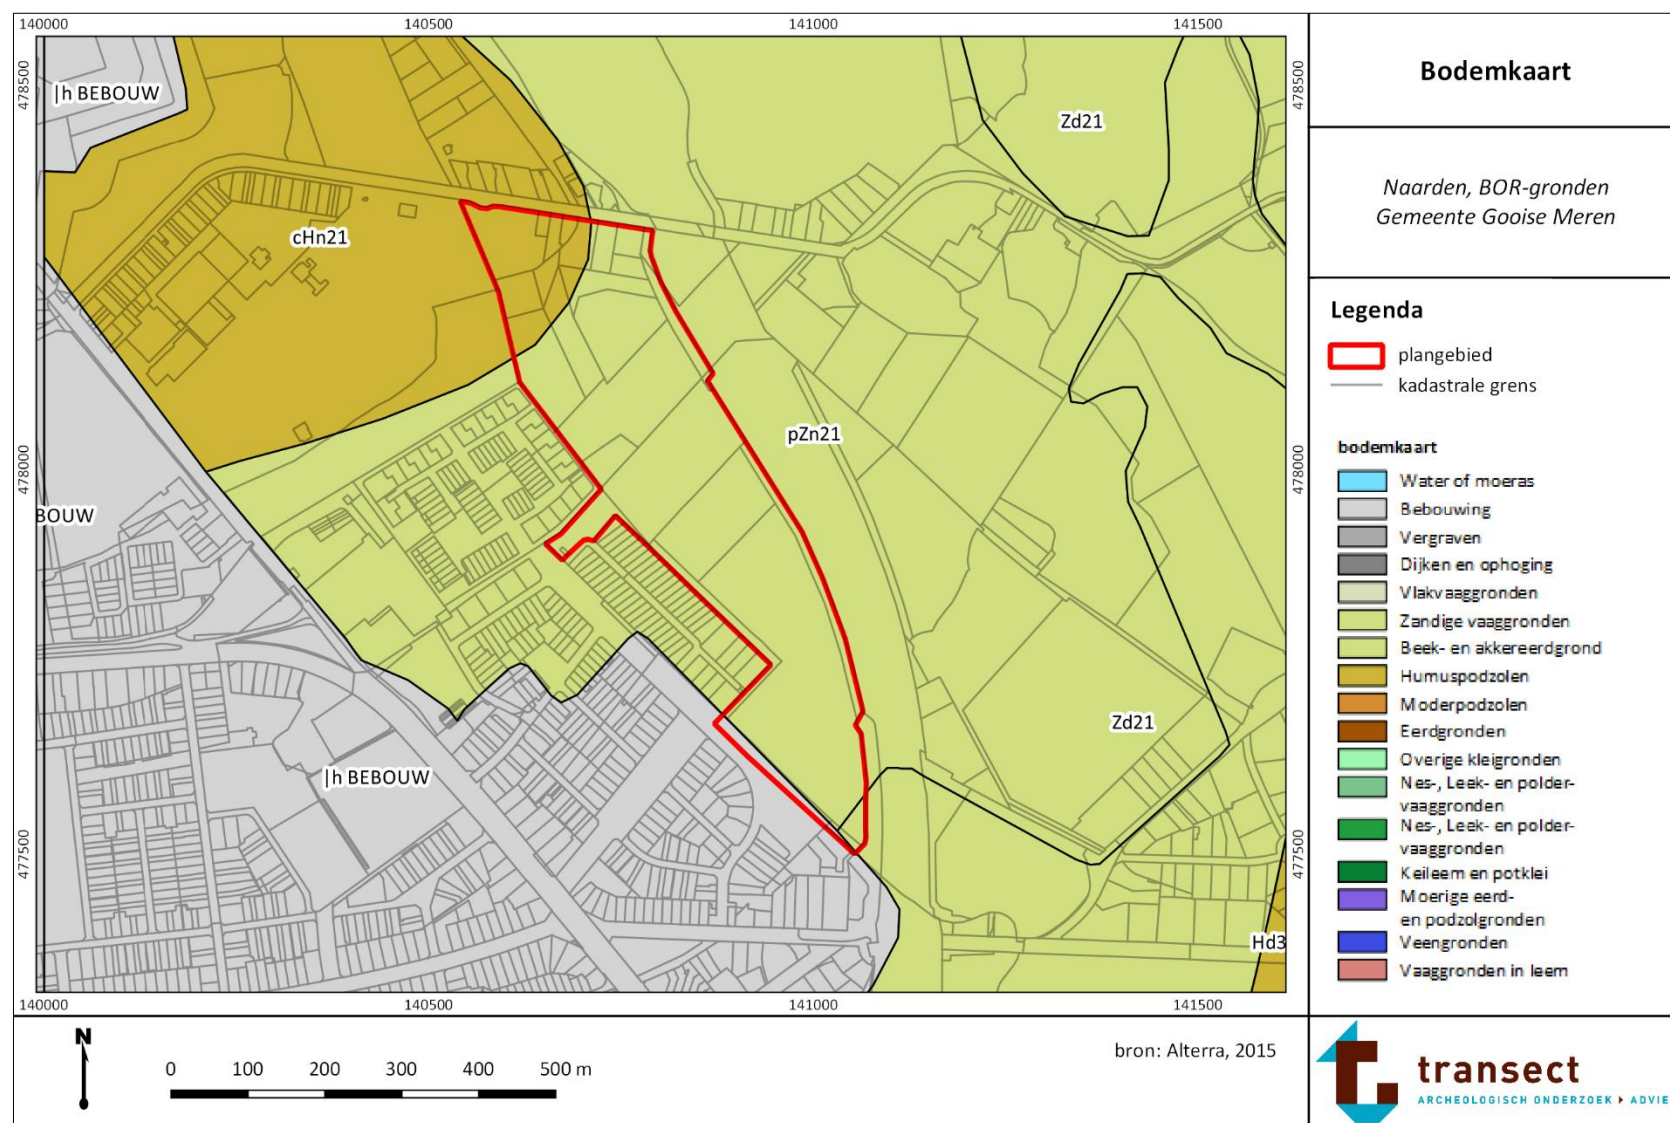 140000 140500 141000 141500
478500 478500
|h BEBOUW
Zd21
cHn21
pZn21
478000 478000
BOUW
Zd21
|h BEBOUW
477500 477500
Hd3
140000 140500 141000 141500
N
0 100 200 300 400 500 m
bron: Alterra, 2015
Bodemkaart
Naarden, BOR-gronden
Gemeente Gooise Meren
Legenda
plangebied
kadastrale grens
bodemkaart
Water of moeras
Bebouwing
Vergraven
Dijken en ophoging
Vlakvaaggronden
Zandige vaaggronden
Beek- en akkereerdgrond
Humuspodzolen
Moderpodzolen
Eerdgronden
Overige kleigronden
Nes-, Leek- en polder-
vaaggronden
Nes-, Leek- en polder-
vaaggronden
Keileem en potklei
Moerige eerd-
en podzolgronden
Veengronden
Vaaggronden in leem
transect
ARCHEOLOGISCH ONDERZOEK ▸ ADVIE